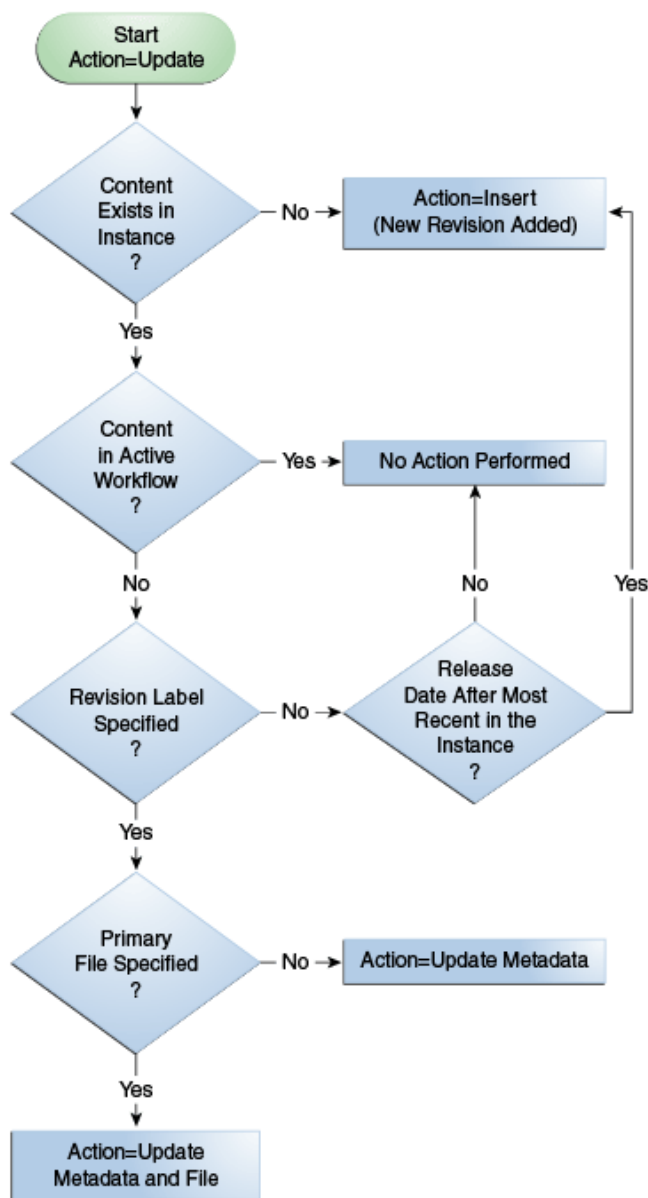 Start
Action=Update
Content
Exists in
Instance
?
No
Action=Insert
(New Revision Added)
Yes
Content
in Active
Workflow
?
Yes
No Action Performed
No
No
Yes
Revision Label
Specified
?
No
Release
Date After Most
Recent in the
Instance
?
Yes
Primary
File Specified
?
No
Action=Update Metadata
Yes
Action=Update
Metadata and File